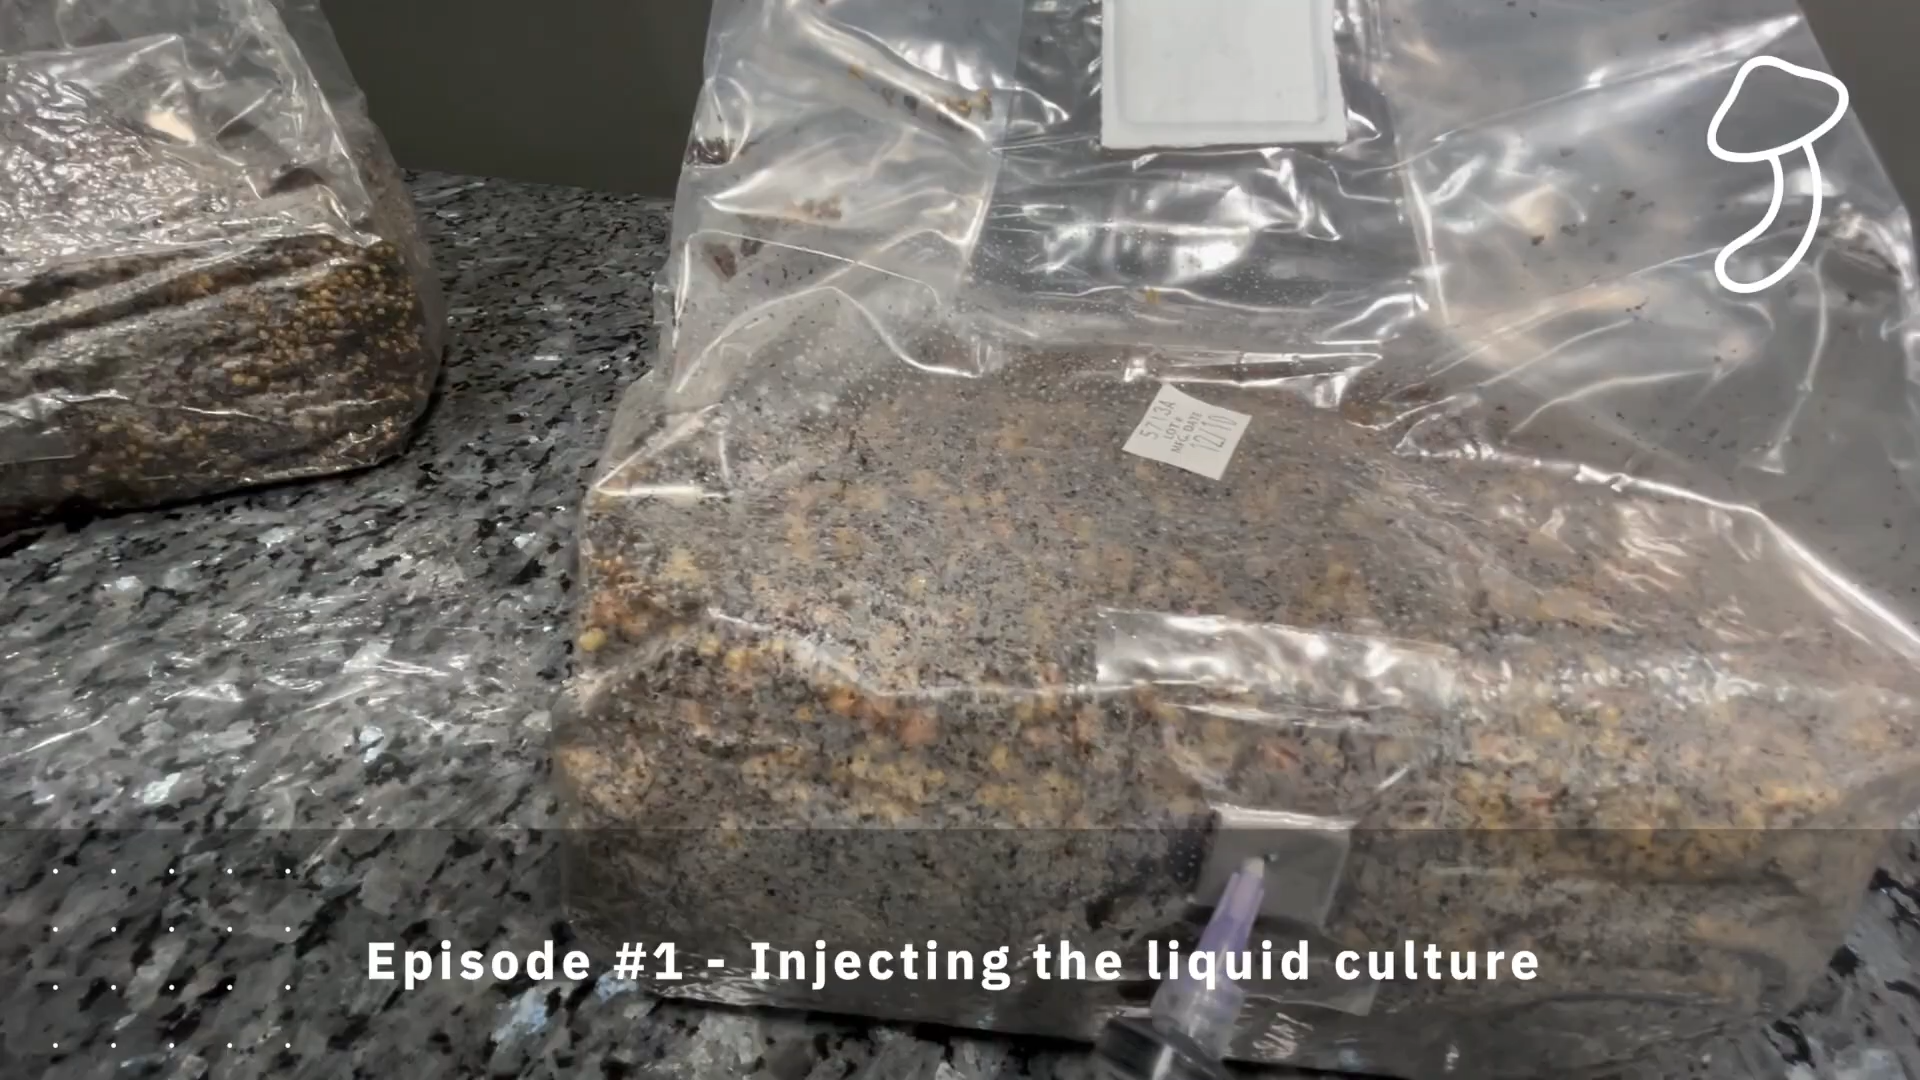 5713A
LOT#
MFG. DATE
12/10
Episode #1 - Injecting the liquid culture